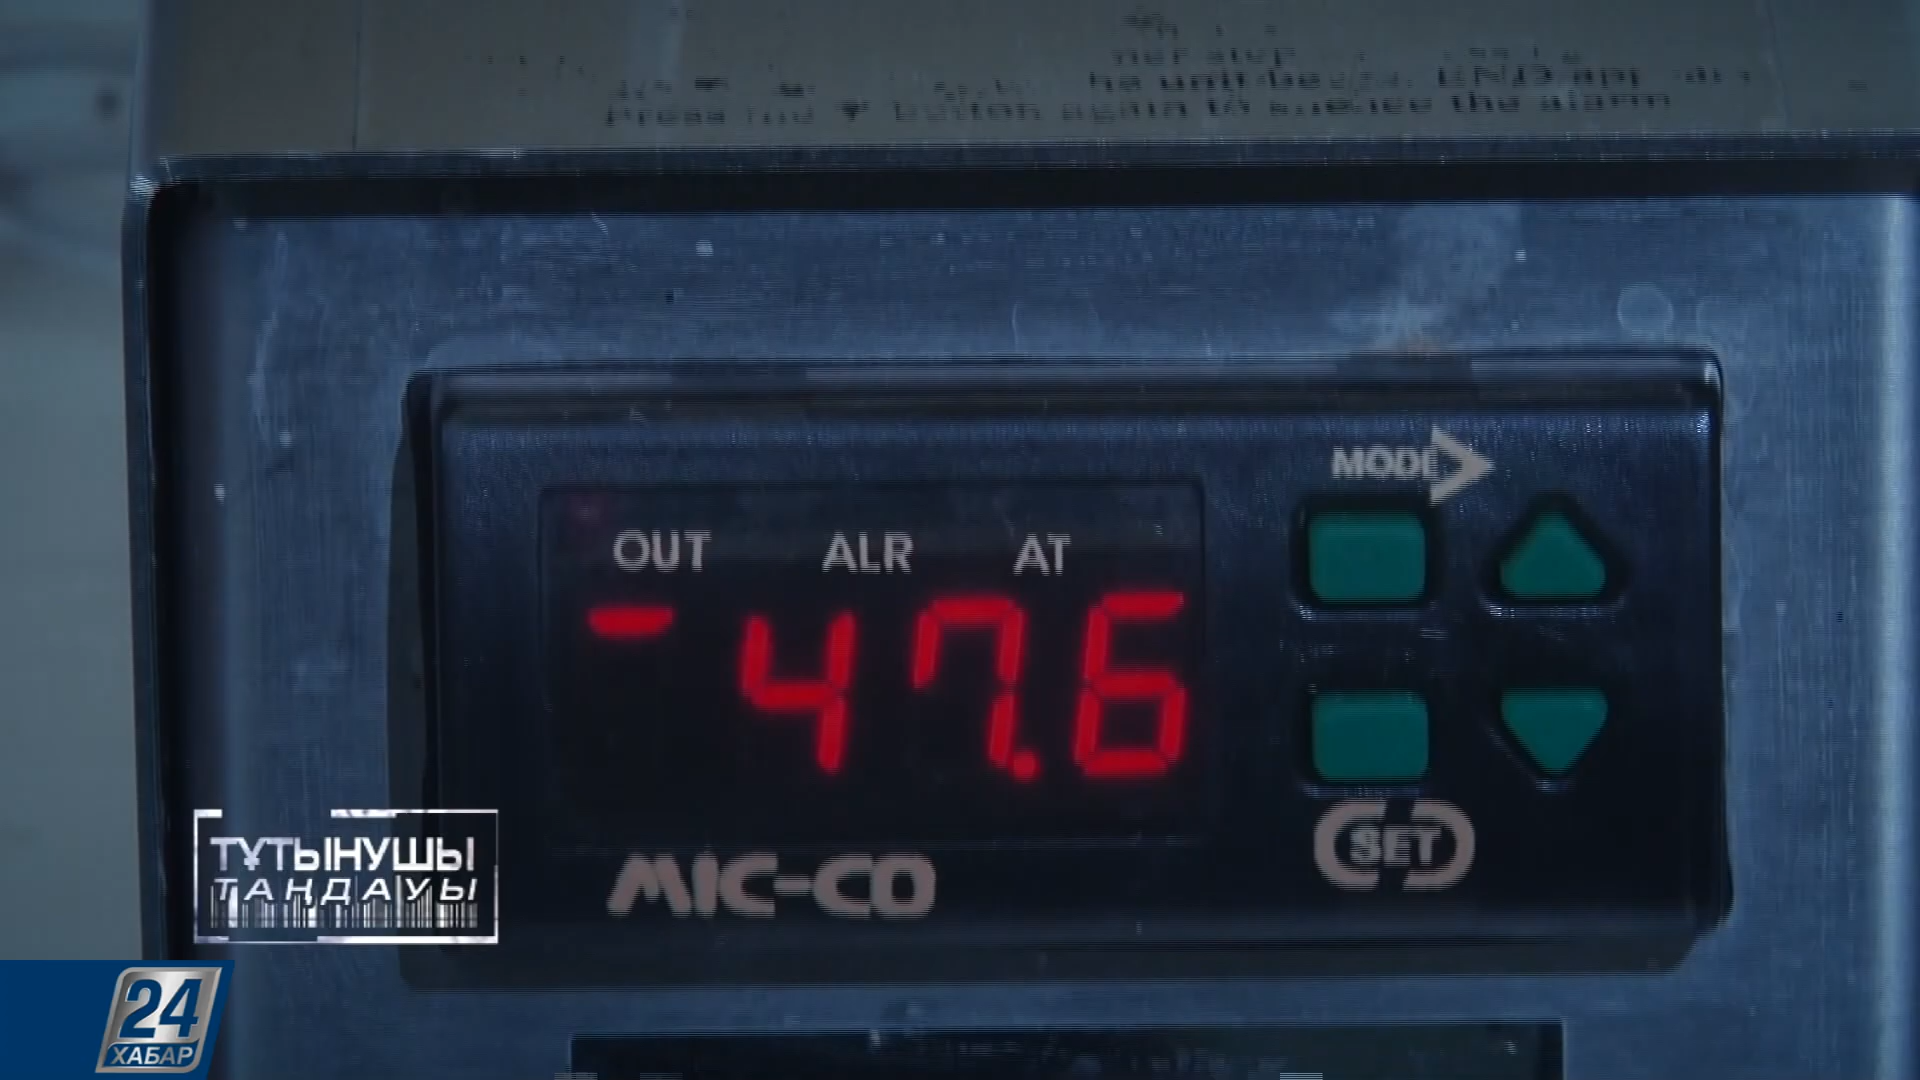 Press the ▼ button again to silence the alarm
MODE
OUT ALR AT
-47.6
SET
MIC-CO
ТҰТЫНУШЫ
ТАҢДАУЫ
24
ХАБАР